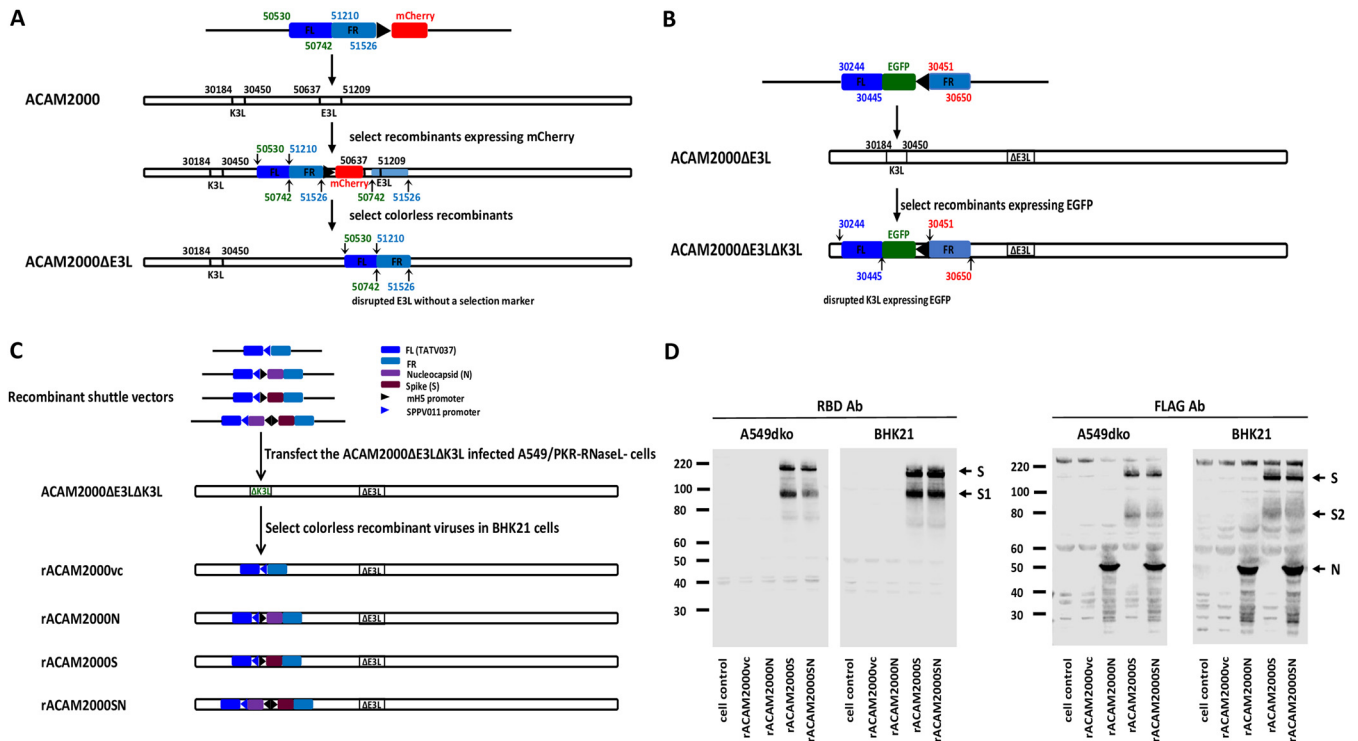 A
50530
51210
mCherry
FL
FR
50742
51526
ACAM2000
30184
30450
50637
51209
K3L
E3L
select recombinants expressing mCherry
50530
51210
30184
30450
50637
51209
FL
FR
K3L
mCherry
E3L
50742
51526
50742
51526
select colorless recombinants
50530
51210
30184
30450
ACAM2000ΔE3L
FL
FR
K3L
50742
51526
disrupted E3L without a selection marker
B
30244
EGFP
30451
FL
FR
30445
30650
ACAM2000ΔE3L
30184
30450
K3L
ΔE3L
select recombinants expressing EGFP
30244
EGFP
30451
ACAM2000ΔE3LΔK3L
FL
FR
ΔE3L
30445
30650
disrupted K3L expressing EGFP
C
Recombinant shuttle vectors
FL (TATV037)
FR
Nucleocapsid (N)
Spike (S)
mH5 promoter
SPPV011 promoter
Transfect the ACAM2000ΔE3LΔK3L infected A549/PKR-RNaseL- cells
ACAM2000ΔE3LΔK3L
ΔK3L
ΔE3L
Select colorless recombinant viruses in BHK21 cells
rACAM2000vc
ΔE3L
rACAM2000N
ΔE3L
rACAM2000S
ΔE3L
rACAM2000SN
ΔE3L
D
RBD Ab
A549dko
BHK21
220
100
80
60
50
40
30
S
S1
cell control
rACAM2000vc
rACAM2000N
rACAM2000S
rACAM2000SN
cell control
rACAM2000vc
rACAM2000N
rACAM2000S
rACAM2000SN
FLAG Ab
A549dko
BHK21
220
100
80
60
50
40
30
S
S2
N
cell control
rACAM2000vc
rACAM2000N
rACAM2000S
rACAM2000SN
cell control
rACAM2000vc
rACAM2000N
rACAM2000S
rACAM2000SN